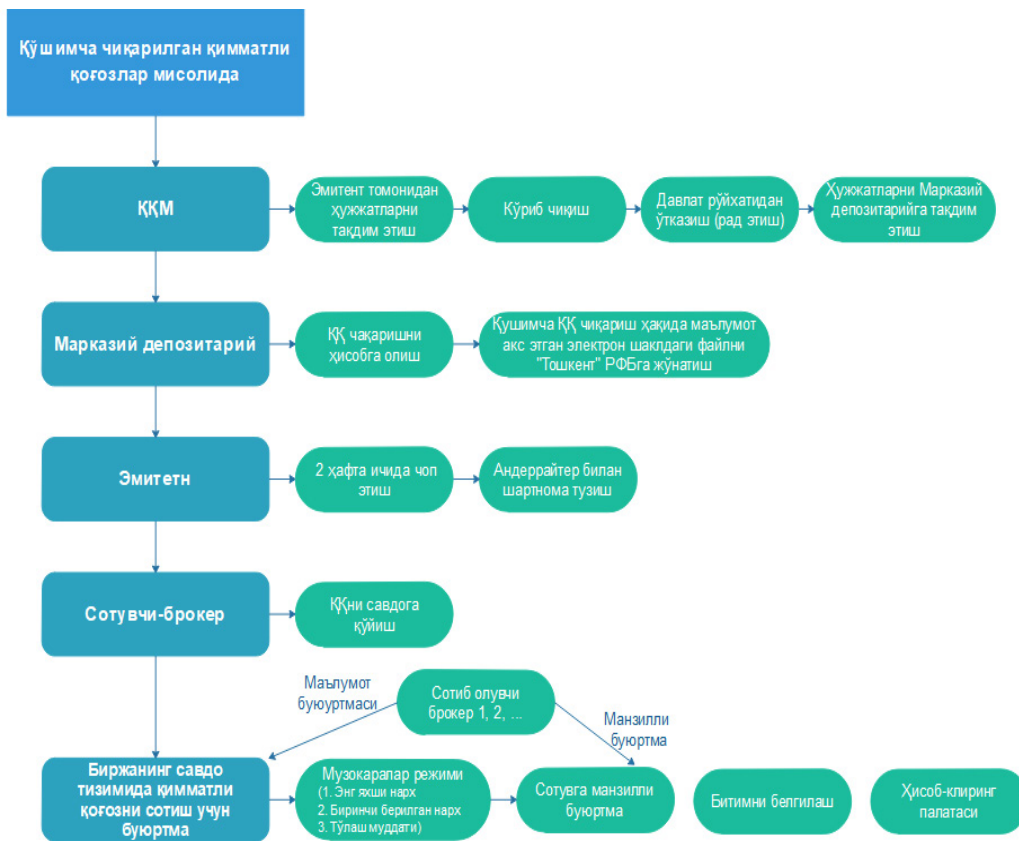 Қўшимча чиқарилган қимматли
қоғозлар мисолида
ҚҚМ
Эмитент томонидан
ҳужжатларни
тақдим этиш
Кўриб чиқиш
Давлат рўйхатидан
ўтказиш (рад этиш)
Ҳужжатларни Марказий
депозитарийга тақдим
этиш
Марказий депозитарий
ҚҚ чақаришни
ҳисобга олиш
Қушимча ҚҚ чиқариш ҳақида маълумот
акс этган электрон шаклдаги файлни
"Тошкент" РФБга жўнатиш
Эмитетн
2 ҳафта ичида чоп
этиш
Андеррайтер билан
шартнома тузиш
Сотувчи-брокер
ҚҚни савдога
қўйиш
Маълумот
буюуртмаси
Сотиб олувчи
брокер 1, 2, ...
Манзилли
буюртма
Биржанинг савдо
тизимида қимматли
қоғозни сотиш учун
буюртма
Музокаралар режими
(1. Энг яхши нарх
2. Биринчи берилган нарх
3. Тўлаш муддати)
Сотувга манзилли
буюртма
Битимни белгилаш
Ҳисоб-клиринг
палатаси